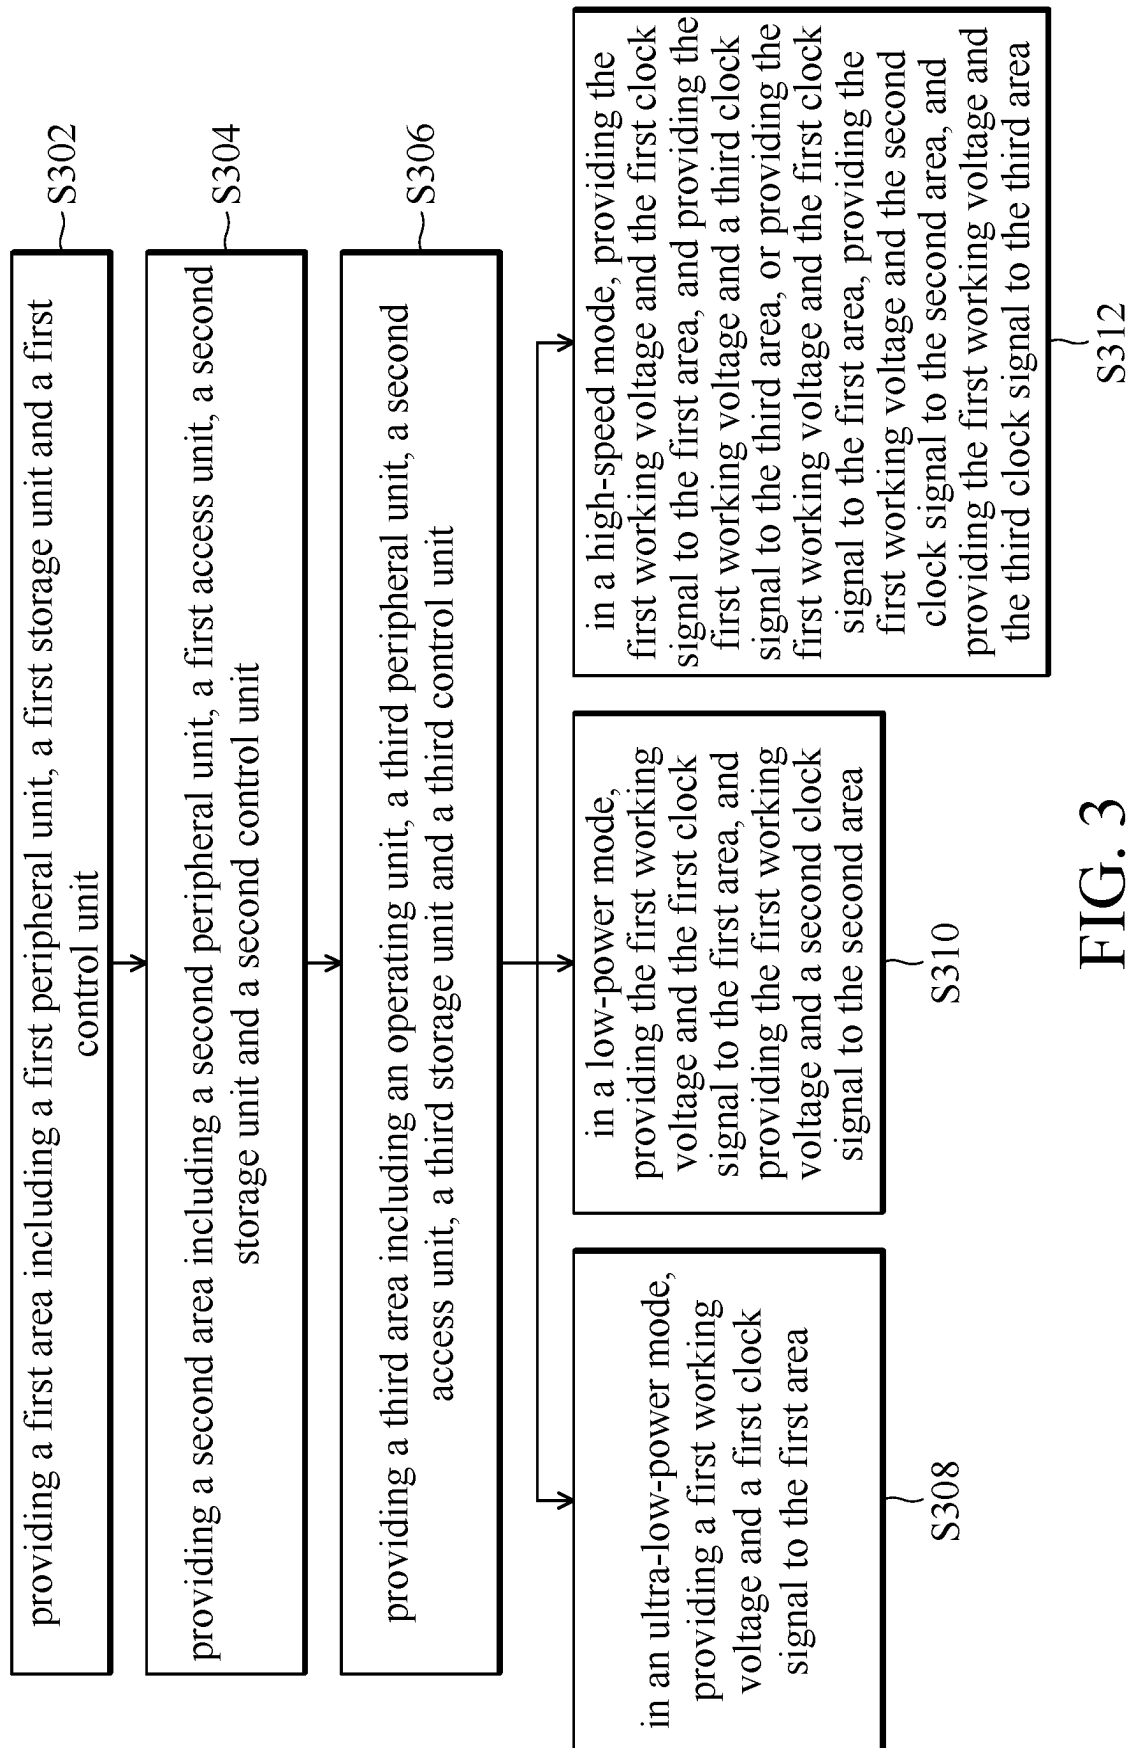 providing a first area including a first peripheral unit, a first storage unit and a first
control unit
S302
providing a second area including a second peripheral unit, a first access unit, a second
storage unit and a second control unit
S304
providing a third area including an operating unit, a third peripheral unit, a second
access unit, a third storage unit and a third control unit
S306
in an ultra-low-power mode,
providing a first working
voltage and a first clock
signal to the first area
S308
in a low-power mode,
providing the first working
voltage and the first clock
signal to the first area, and
providing the first working
voltage and a second clock
signal to the second area
S310
in a high-speed mode, providing the
first working voltage and the first clock
signal to the first area, and providing the
first working voltage and a third clock
signal to the third area, or providing the
first working voltage and the first clock
signal to the first area, providing the
first working voltage and the second
clock signal to the second area, and
providing the first working voltage and
the third clock signal to the third area
S312
FIG. 3